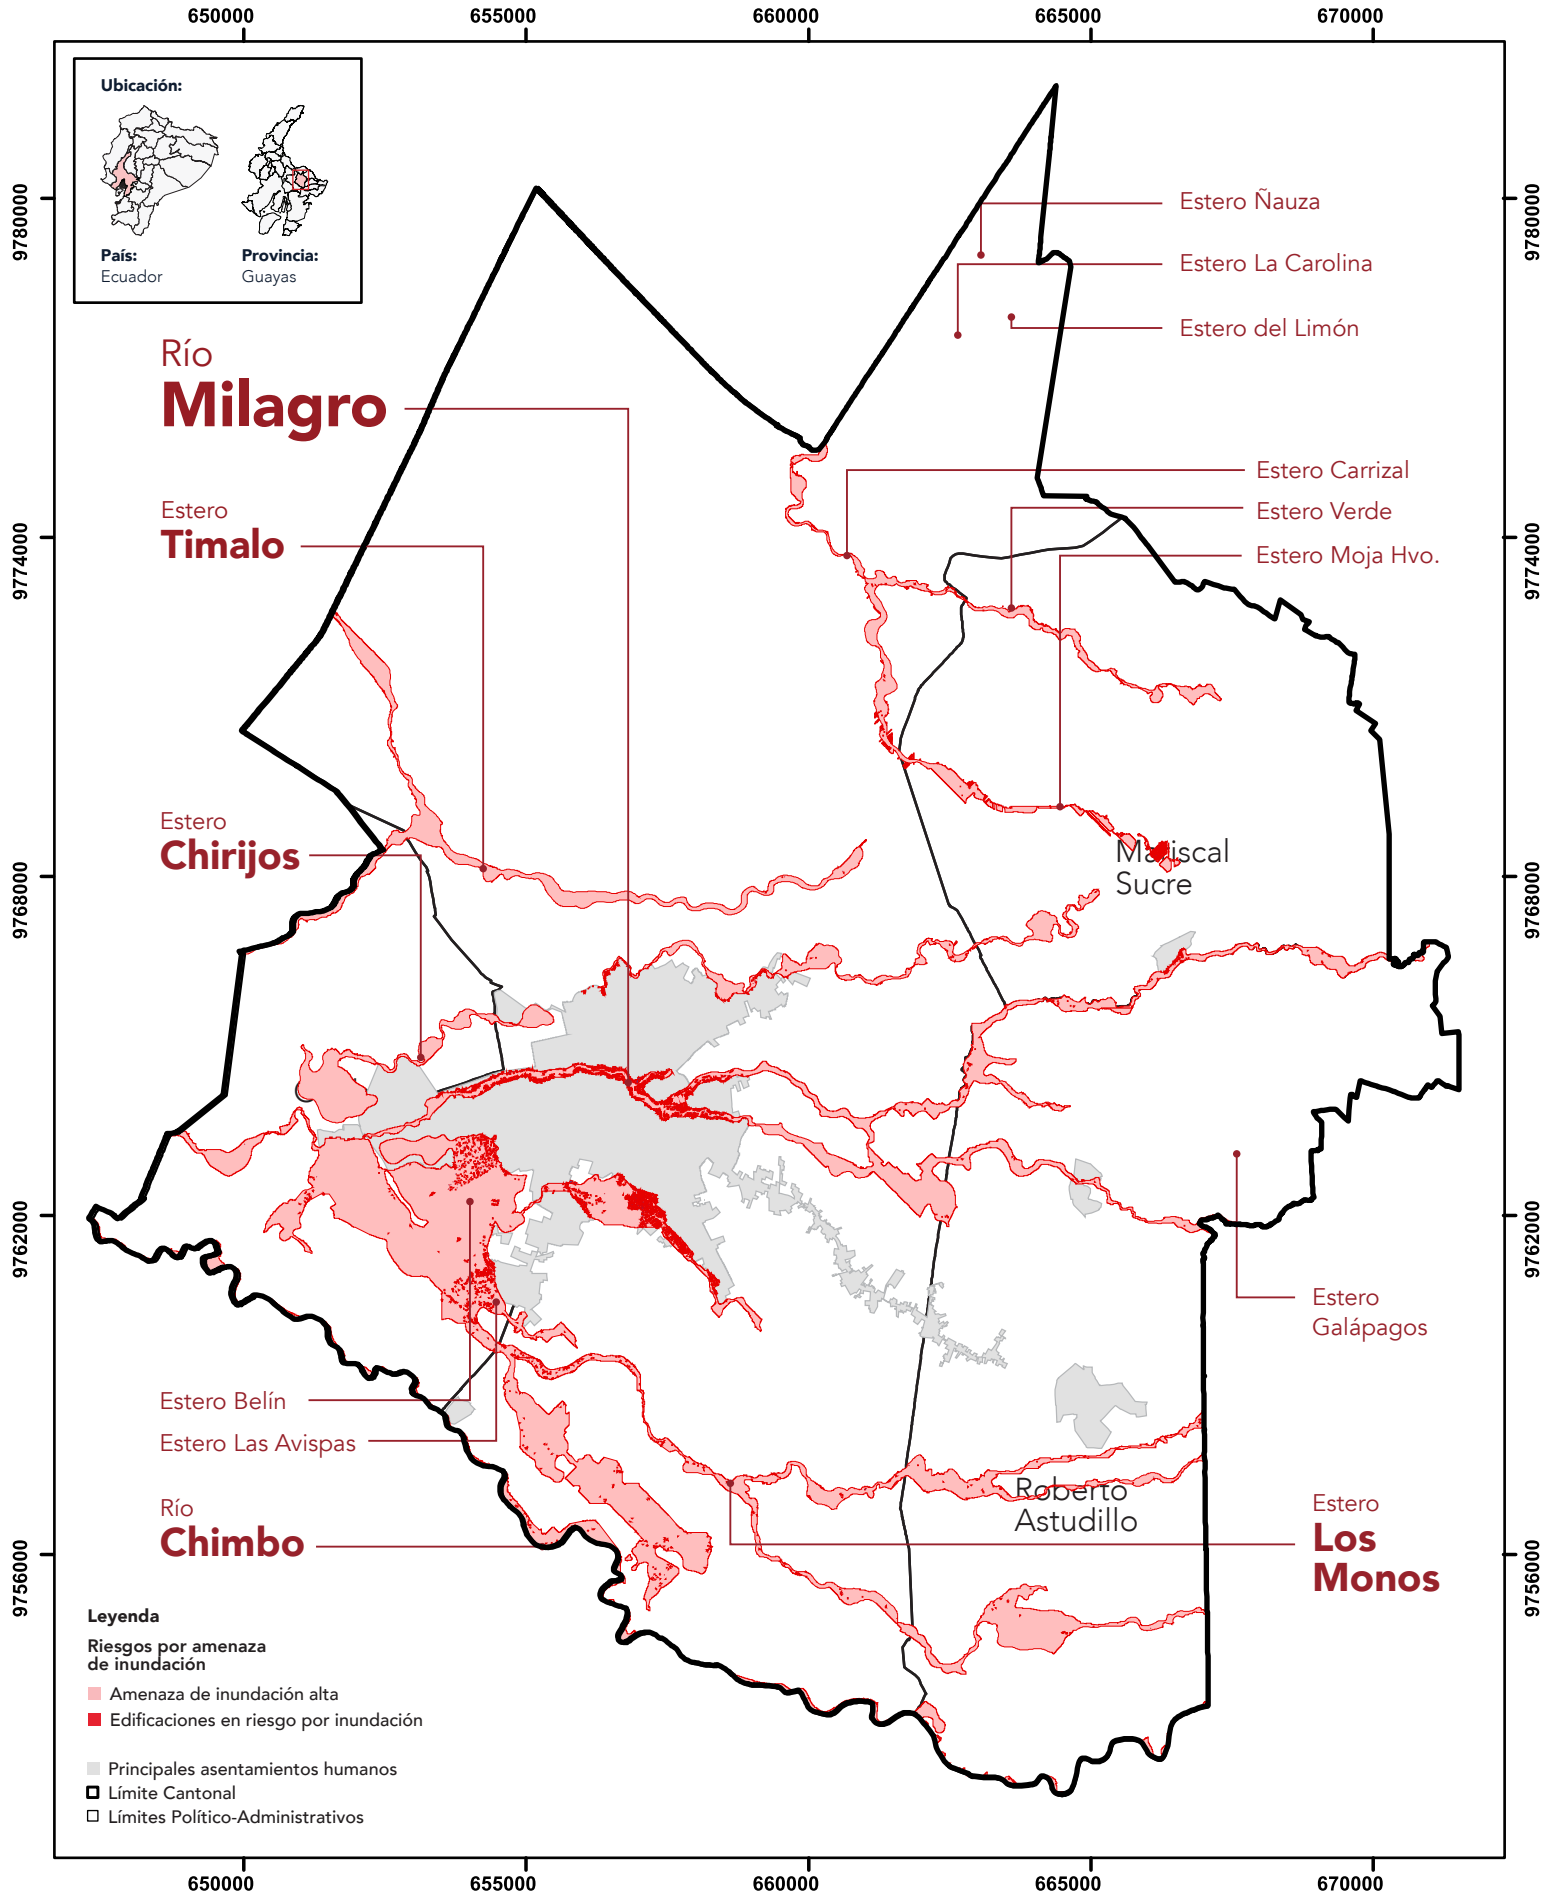 650000
655000
660000
665000
670000
Ubicación:
País:
Ecuador
Provincia:
Guayas
9780000
9780000
Estero Ñauza
Estero La Carolina
Estero del Limón
Río
Milagro
Estero Carrizal
Estero
Timalo
Estero Verde
9774000
9774000
Estero Moja Hvo.
Estero
Chirijos
Mariscal
Sucre
9768000
9768000
9762000
9762000
Estero
Galápagos
Estero Belín
Estero Las Avispas
Río
Chimbo
Roberto
Astudillo
Estero
Los
Monos
9756000
9756000
Leyenda
Riesgos por amenaza
de inundación
Amenaza de inundación alta
Edificaciones en riesgo por inundación
Principales asentamientos humanos
Límite Cantonal
Límites Político-Administrativos
650000
655000
660000
665000
670000